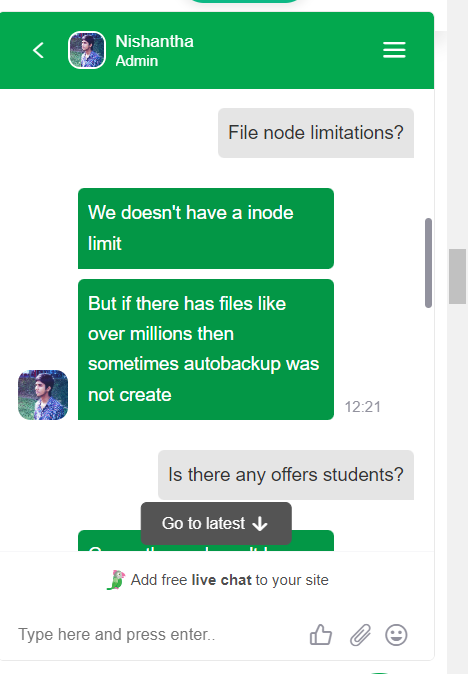 Nishantha
Admin
File node limitations?
We doesn't have a inode
limit
But if there has files like
over millions then
sometimes autobackup was
not create
12:21
Is there any offers students?
Go to latest
Add free live chat to your site
Type here and press enter..